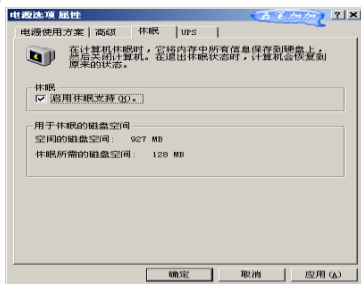 电源选项 属性
电源使用方案 高级 休眠 UPS
在计算机休眠时，它将内存中所有信息保存到硬盘上，
然后关闭计算机。在退出休眠状态时，计算机会恢复到
原来的状态。
休眠
启用休眠支持(H)。
用于休眠的磁盘空间
空闲的磁盘空间: 927 MB
休眠所需的磁盘空间: 128 MB
确定 取消 应用(A)